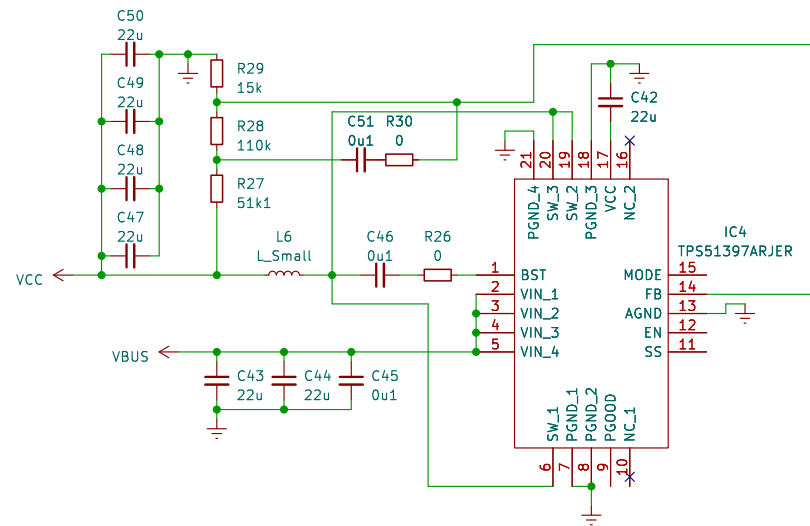 C50
22u
C49
22u
C48
22u
C47
22u
R29
15k
R28
110k
R27
51k1
C51
0u1
R30
0
C42
22u
VCC
L6
L_Small
C46
0u1
R26
0
VBUS
C43
22u
C44
22u
C45
0u1
IC4
TPS51397ARJER
21
20
19
18
17
16
PGND_4
SW_3
SW_2
PGND_3
VCC
NC_2
1
BST
2
VIN_1
3
VIN_2
4
VIN_3
5
VIN_4
MODE
15
FB
14
AGND
13
EN
12
SS
11
SW_1
PGND_1
PGND_2
PGOOD
NC_1
6
7
8
9
10